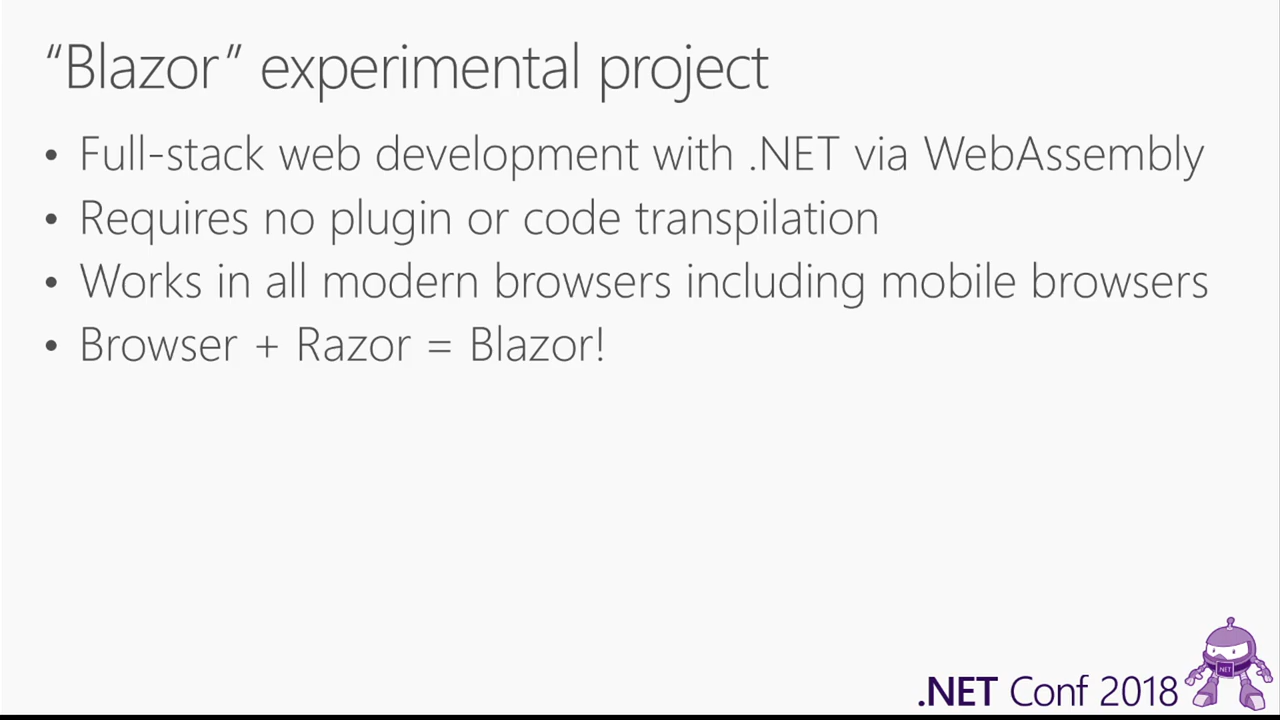 “Blazor” experimental project
• Full-stack web development with .NET via WebAssembly
• Requires no plugin or code transpilation
• Works in all modern browsers including mobile browsers
• Browser + Razor = Blazor!
.NET
.NET Conf 2018